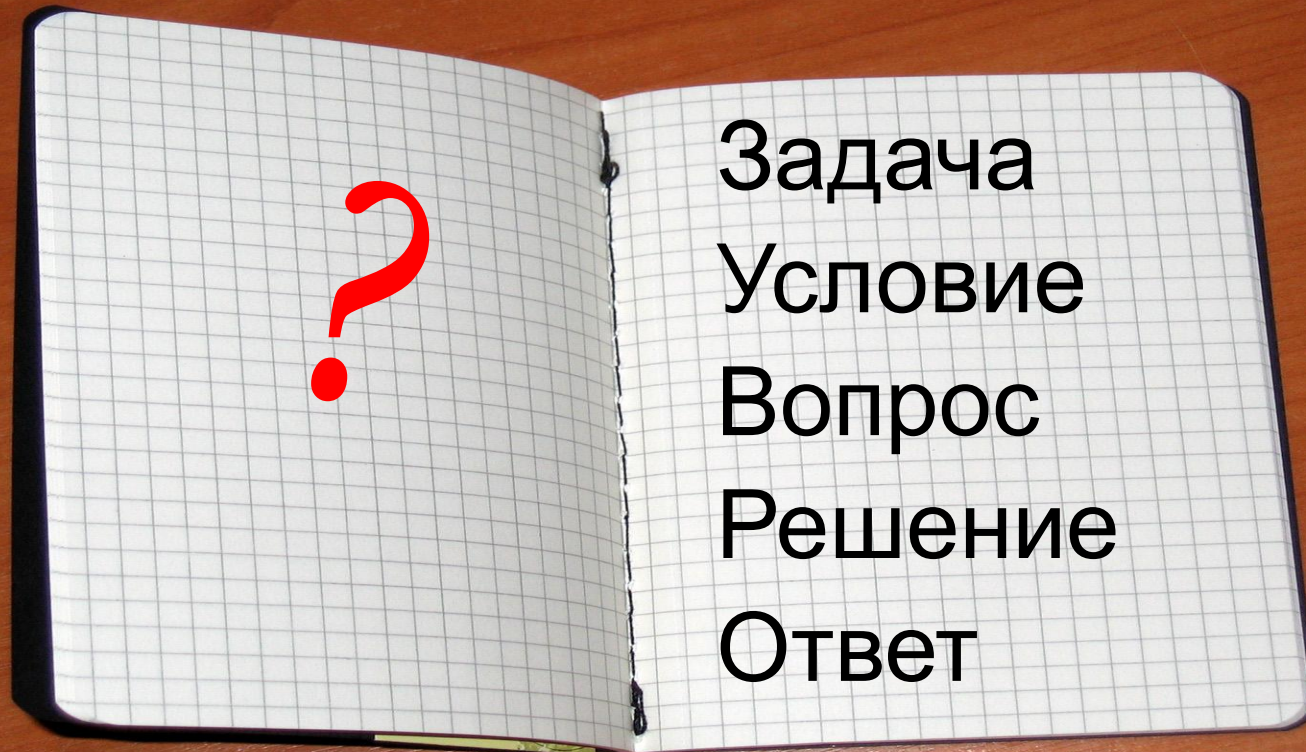 ?
Задача
Условие
Вопрос
Решение
Ответ